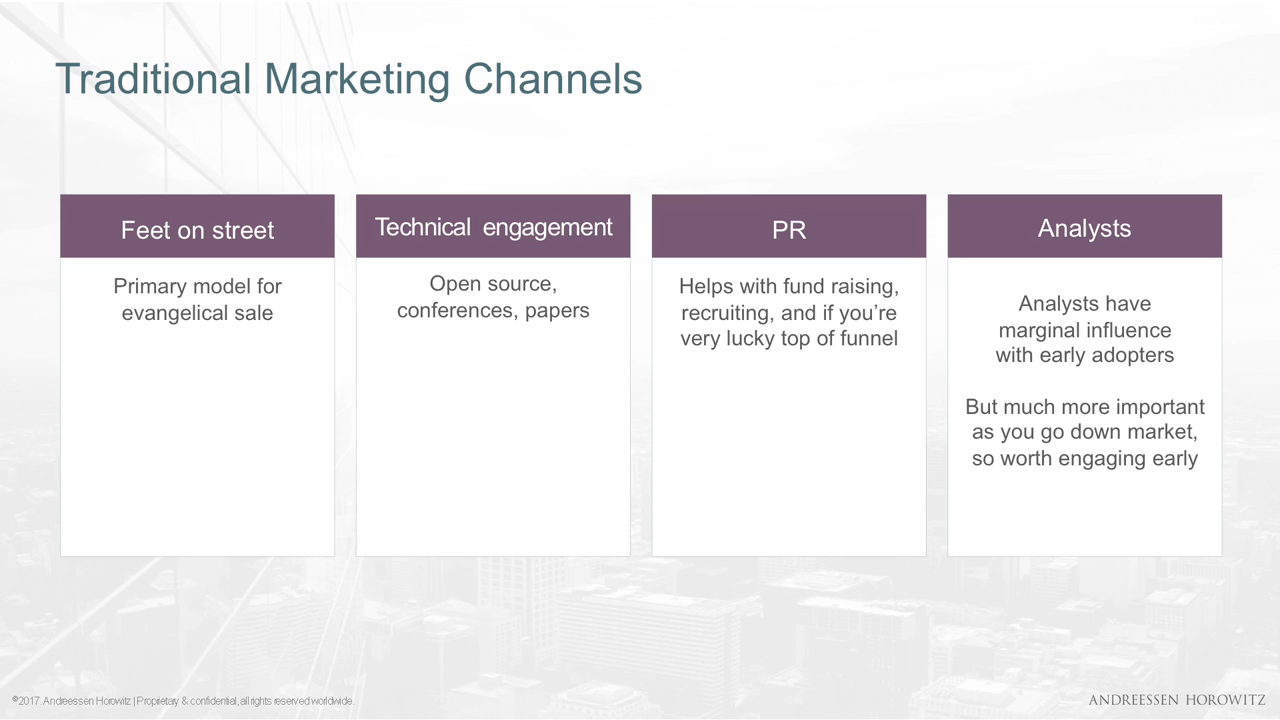 Traditional Marketing Channels
Feet on street
Primary model for
evangelical sale
Technical engagement
Open source,
conferences, papers
PR
Helps with fund raising,
recruiting, and if you’re
very lucky top of funnel
Analysts
Analysts have
marginal influence
with early adopters
But much more important
as you go down market,
so worth engaging early
©2017. Andreessen Horowitz | Proprietary & confidential, all rights reserved worldwide.
ANDREESSEN HOROWITZ